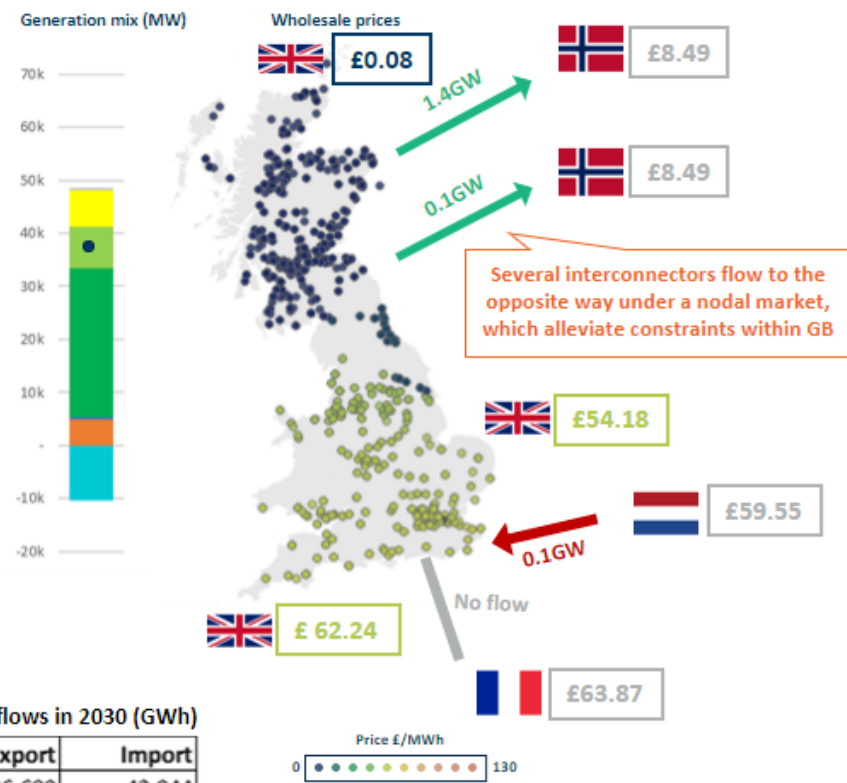 Generation mix (MW)
Wholesale prices
£0.08
£8.49
1.4GW
70k
60k
50k
40k
30k
20k
10k
-
-10k
-20k
£8.49
0.1GW
Several interconnectors flow to the
opposite way under a nodal market,
which alleviate constraints within GB
£54.18
£59.55
0.1GW
No flow
£ 62.24
£63.87
flows in 2030 (GWh)
xport Import
Price £/MWh
0 130